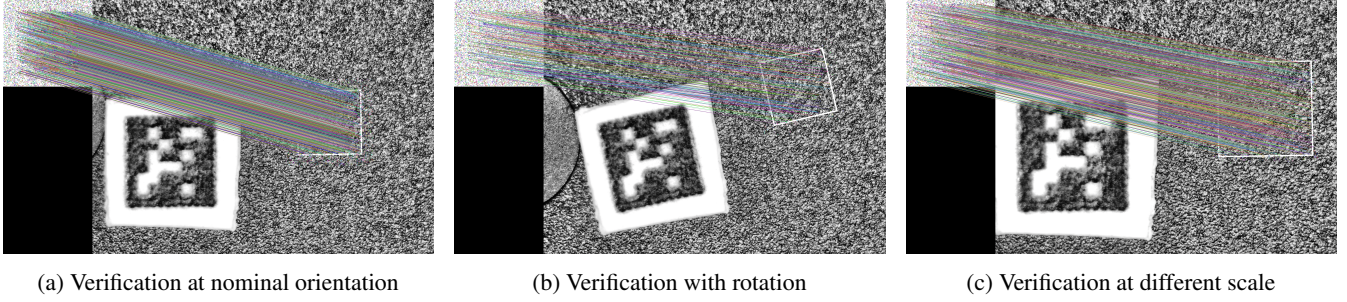 (a) Verification at nominal orientation
(b) Verification with rotation
(c) Verification at different scale